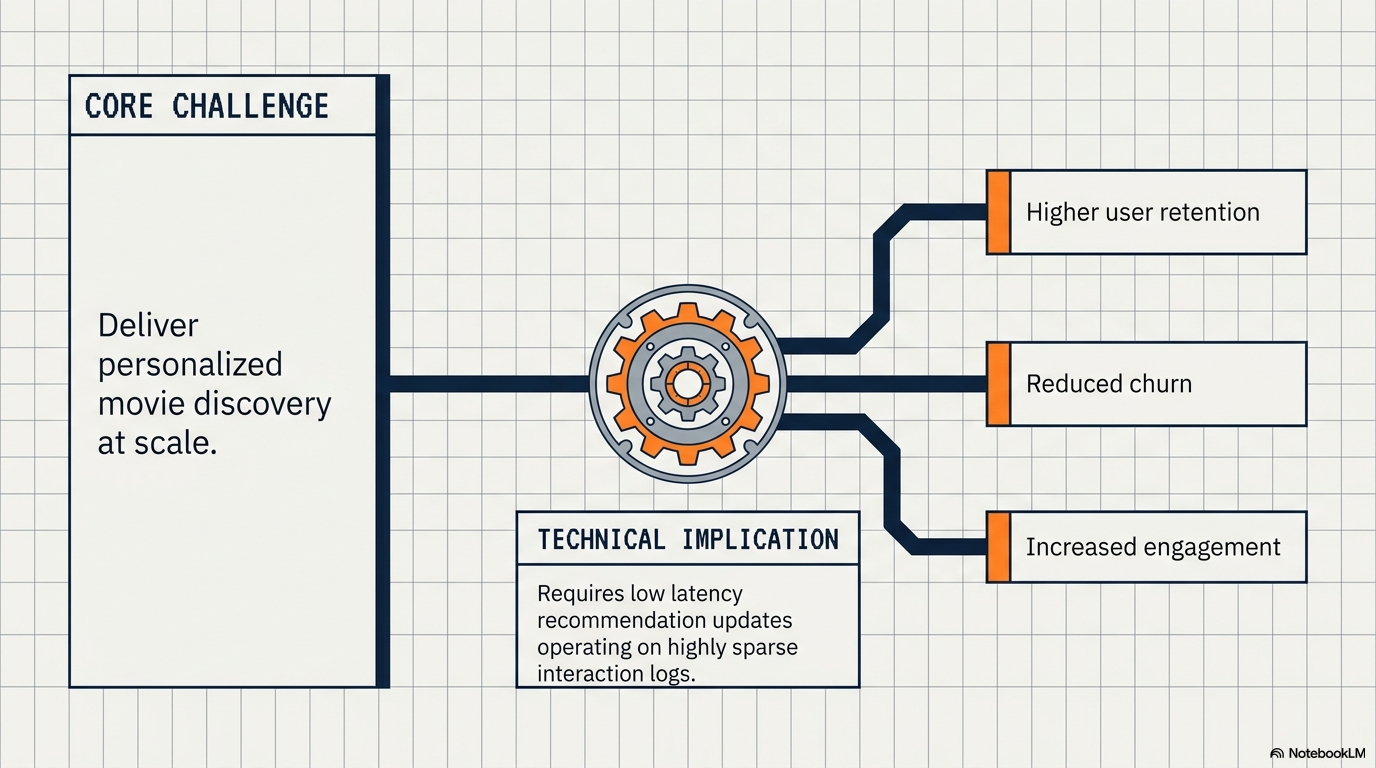 CORE CHALLENGE
Deliver
personalized
movie discovery
at scale.
TECHNICAL IMPLICATION
Requires low latency
recommendation updates
operating on highly sparse
interaction logs.
Higher user retention
Reduced churn
Increased engagement
NotebookLM